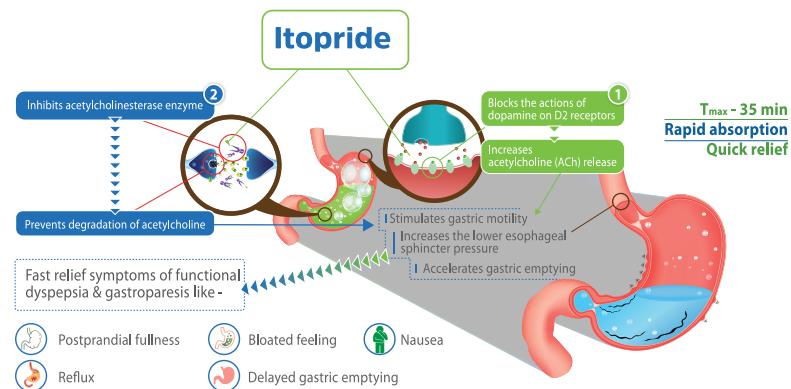 Itopride
2
Inhibits acetylcholinesterase enzyme
Prevents degradation of acetylcholine
1
Blocks the actions of
dopamine on D2 receptors
Increases
acetylcholine (ACh) release
Tmax - 35 min
Rapid absorption
Quick relief
Stimulates gastric motility
Increases the lower esophageal
sphincter pressure
Accelerates gastric emptying
Fast relief symptoms of functional
dyspepsia & gastroparesis like -
Postprandial fullness
Bloated feeling
Nausea
Reflux
Delayed gastric emptying